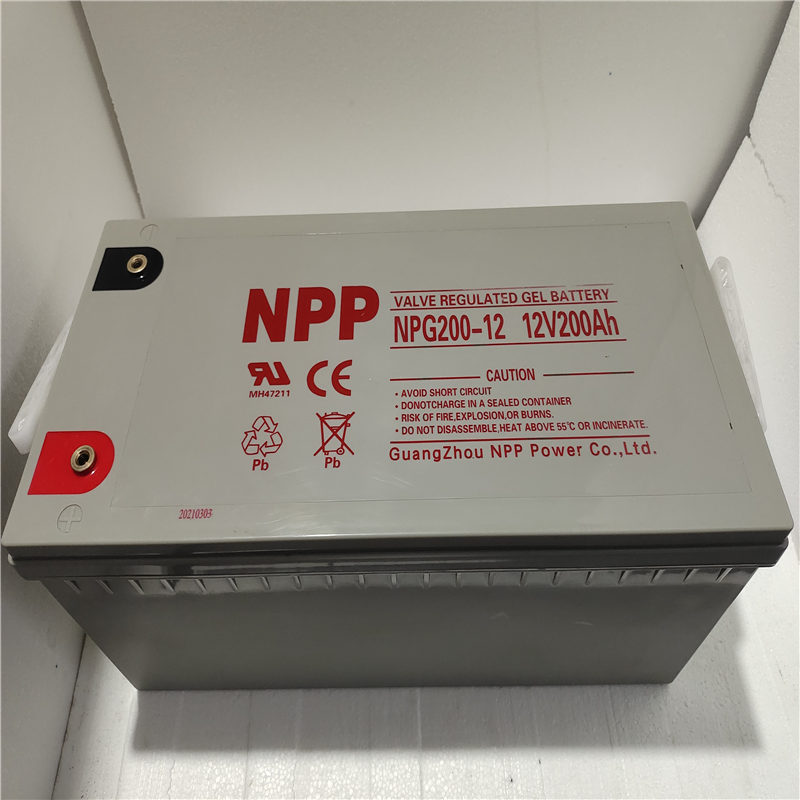 NPP
VALVE REGULATED GEL BATTERY
NPG200-12 12V200Ah
CAUTION
• AVOID SHORT CIRCUIT
• DONOTCHARGE IN A SEALED CONTAINER
• RISK OF FIRE,EXPLOSION,OR BURNS.
• DO NOT DISASSEMBLE,HEAT ABOVE 55°C OR INCINERATE.
GuangZhou NPP Power Co.,Ltd.
MH47211
CE
Pb
Pb
20210303